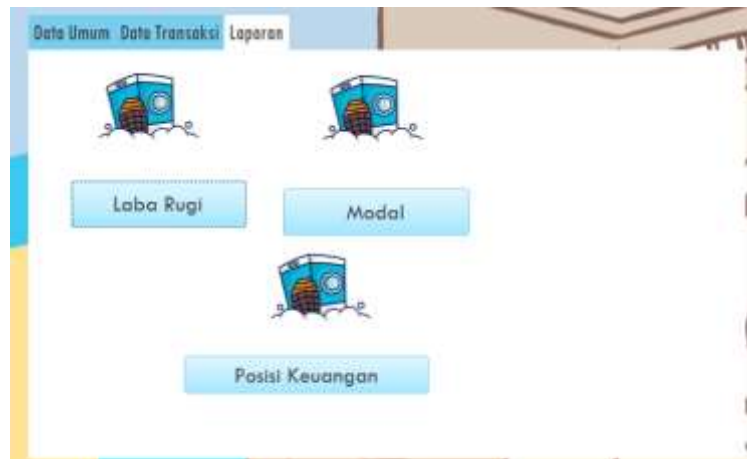 Data Umum Data Transaksi Laporan
Laba Rugi
Modal
Posisi Keuangan